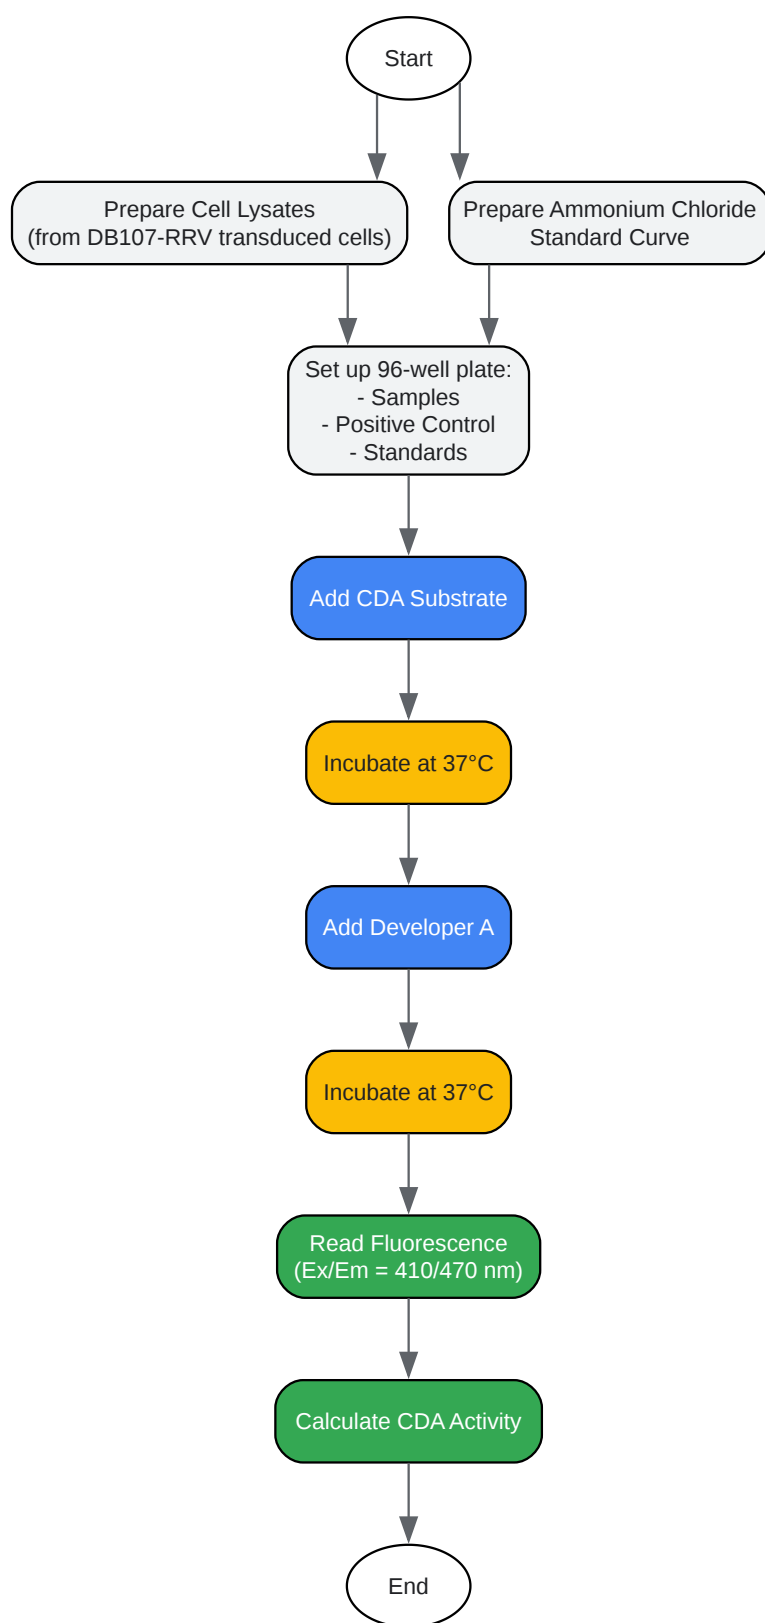 Start
Prepare Cell Lysates
(from DB107-RRV transduced cells)
Prepare Ammonium Chloride
Standard Curve
Set up 96-well plate:
- Samples
- Positive Control
- Standards
Add CDA Substrate
Incubate at 37°C
Add Developer A
Incubate at 37°C
Read Fluorescence
(Ex/Em = 410/470 nm)
Calculate CDA Activity
End